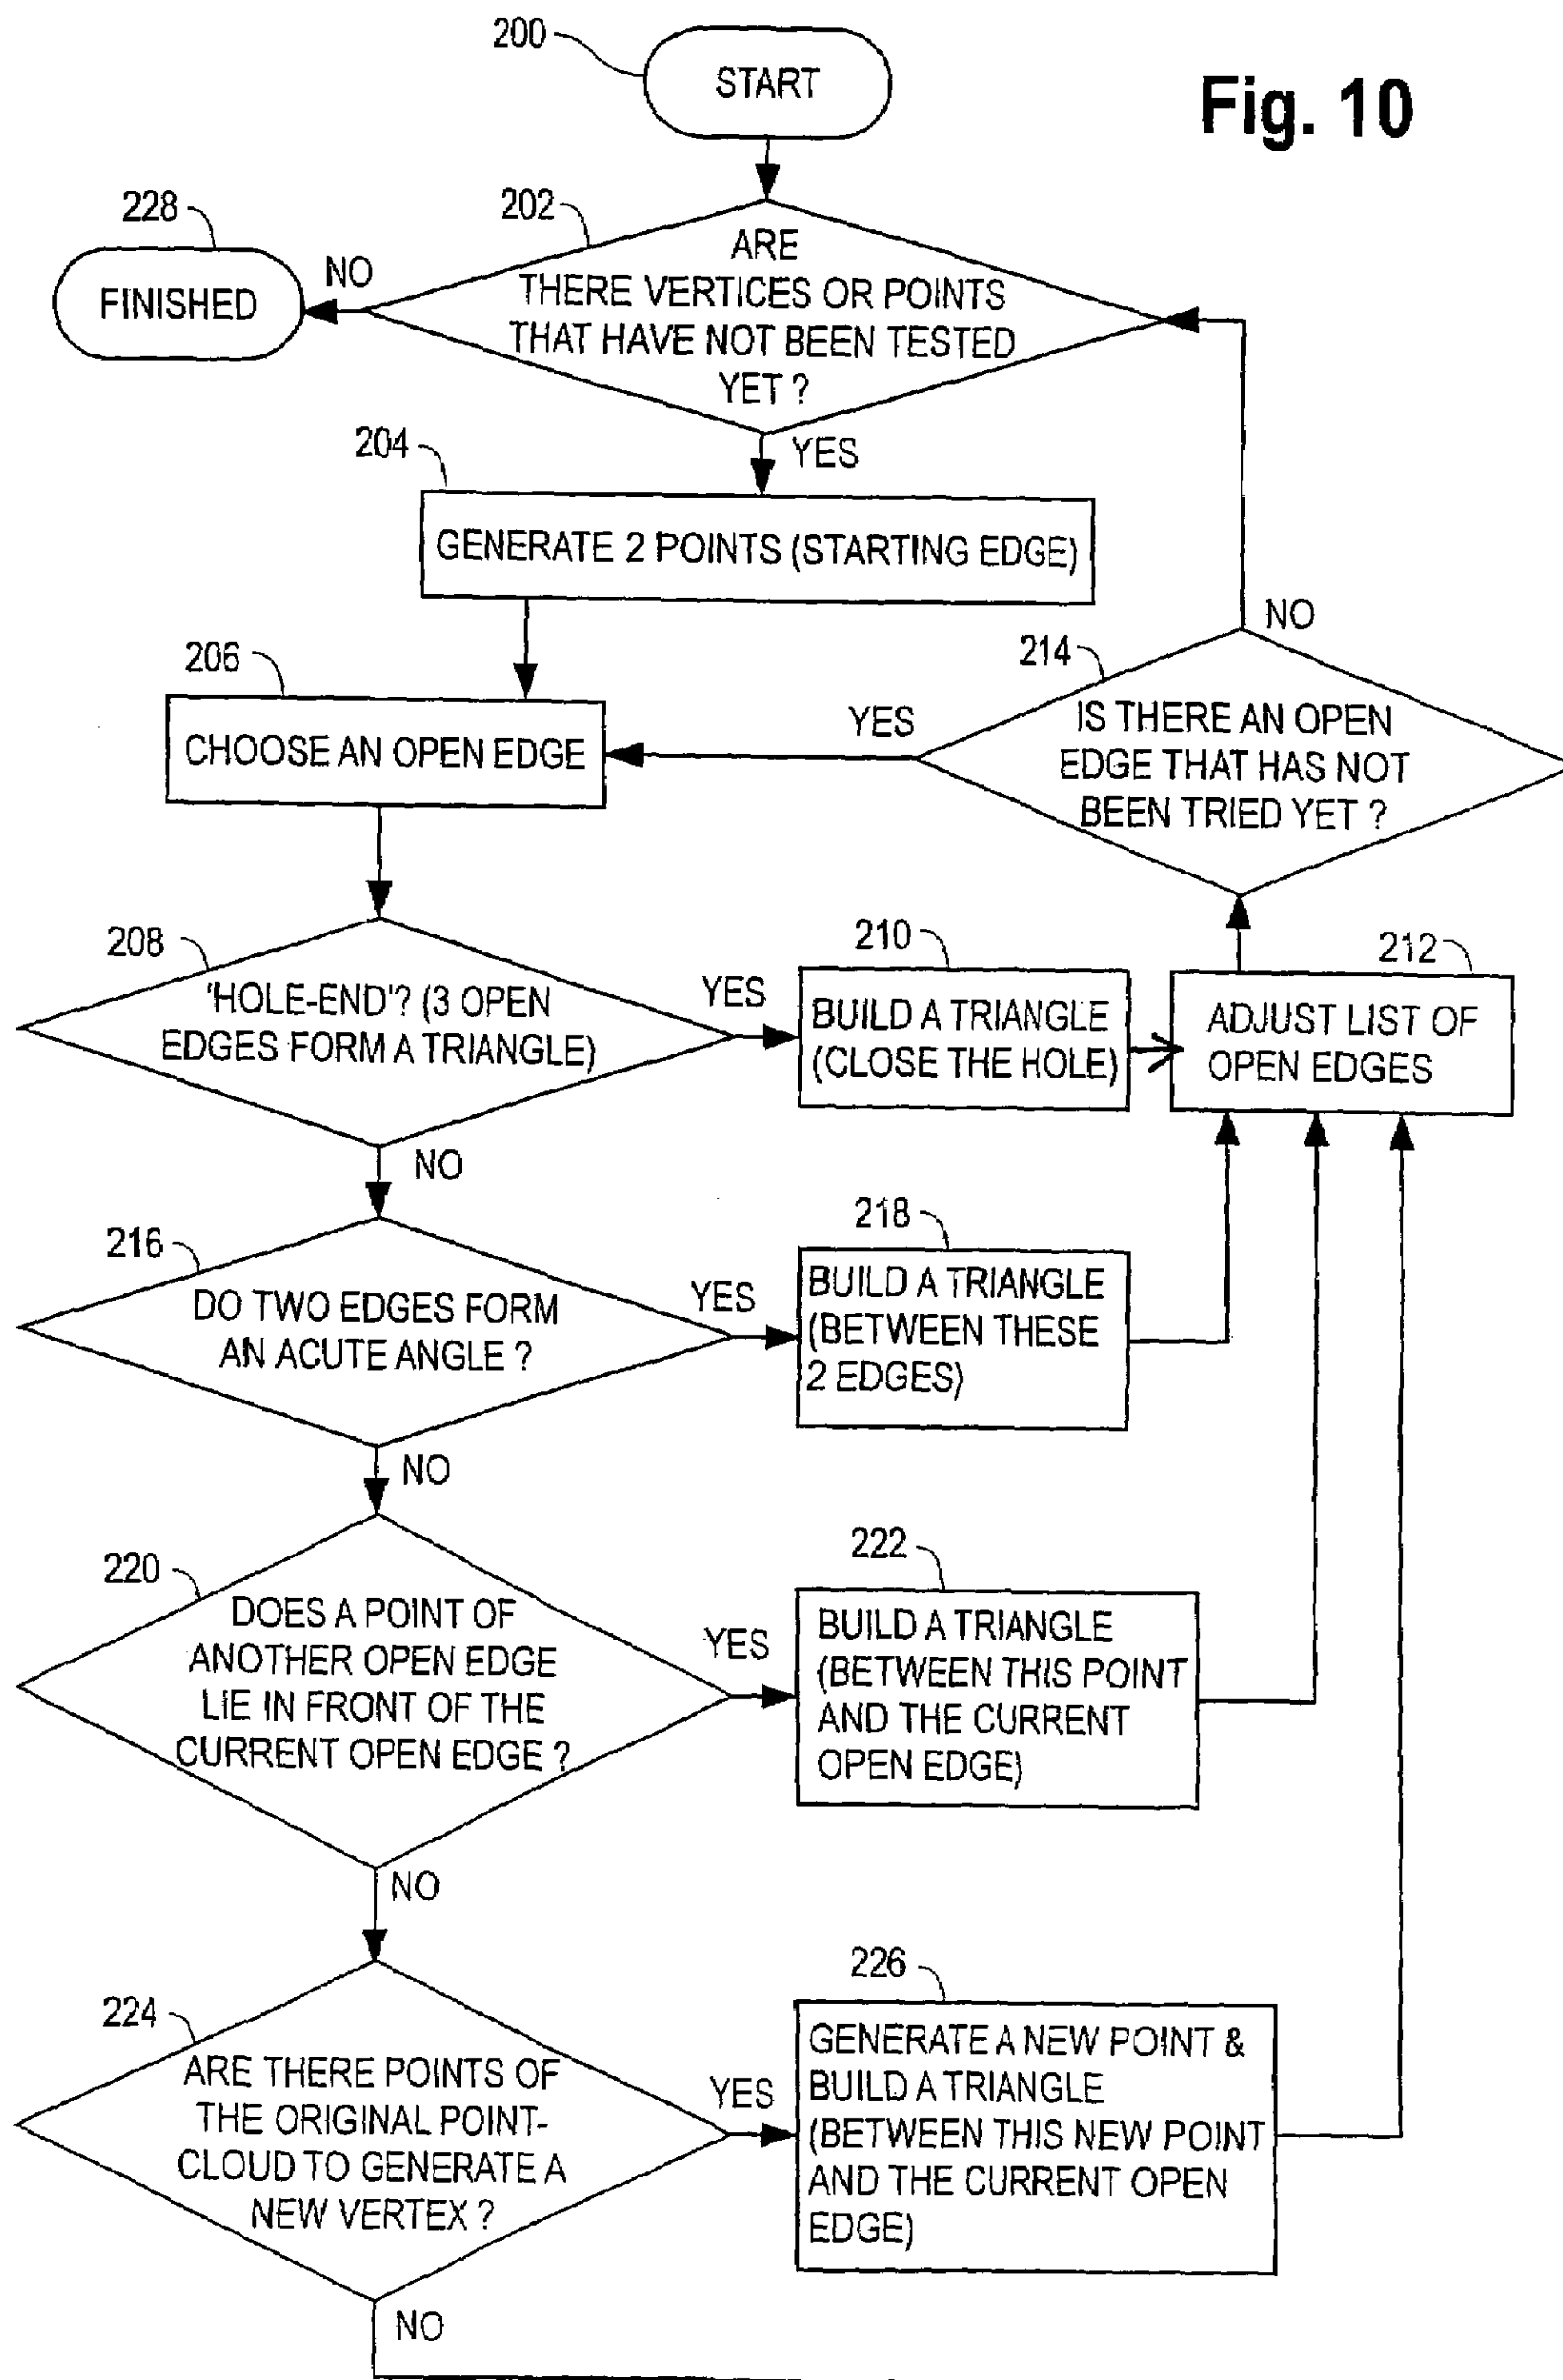 200
START
Fig. 10
228
202
FINISHED
NO
ARE
THERE VERTICES OR POINTS
THAT HAVE NOT BEEN TESTED
YET ?
204
YES
GENERATE 2 POINTS (STARTING EDGE)
NO
206
214
CHOOSE AN OPEN EDGE
YES
IS THERE AN OPEN
EDGE THAT HAS NOT
BEEN TRIED YET ?
208
'HOLE-END'? (3 OPEN
EDGES FORM A TRIANGLE)
YES
210
BUILD A TRIANGLE
(CLOSE THE HOLE)
212
ADJUST LIST OF
OPEN EDGES
NO
216
DO TWO EDGES FORM
AN ACUTE ANGLE ?
YES
218
BUILD A TRIANGLE
(BETWEEN THESE
2 EDGES)
NO
220
DOES A POINT OF
ANOTHER OPEN EDGE
LIE IN FRONT OF THE
CURRENT OPEN EDGE ?
YES
222
BUILD A TRIANGLE
(BETWEEN THIS POINT
AND THE CURRENT
OPEN EDGE)
NO
224
ARE THERE POINTS OF
THE ORIGINAL POINT-
CLOUD TO GENERATE A
NEW VERTEX ?
YES
226
GENERATE A NEW POINT &
BUILD A TRIANGLE
(BETWEEN THIS NEW POINT
AND THE CURRENT OPEN
EDGE)
NO